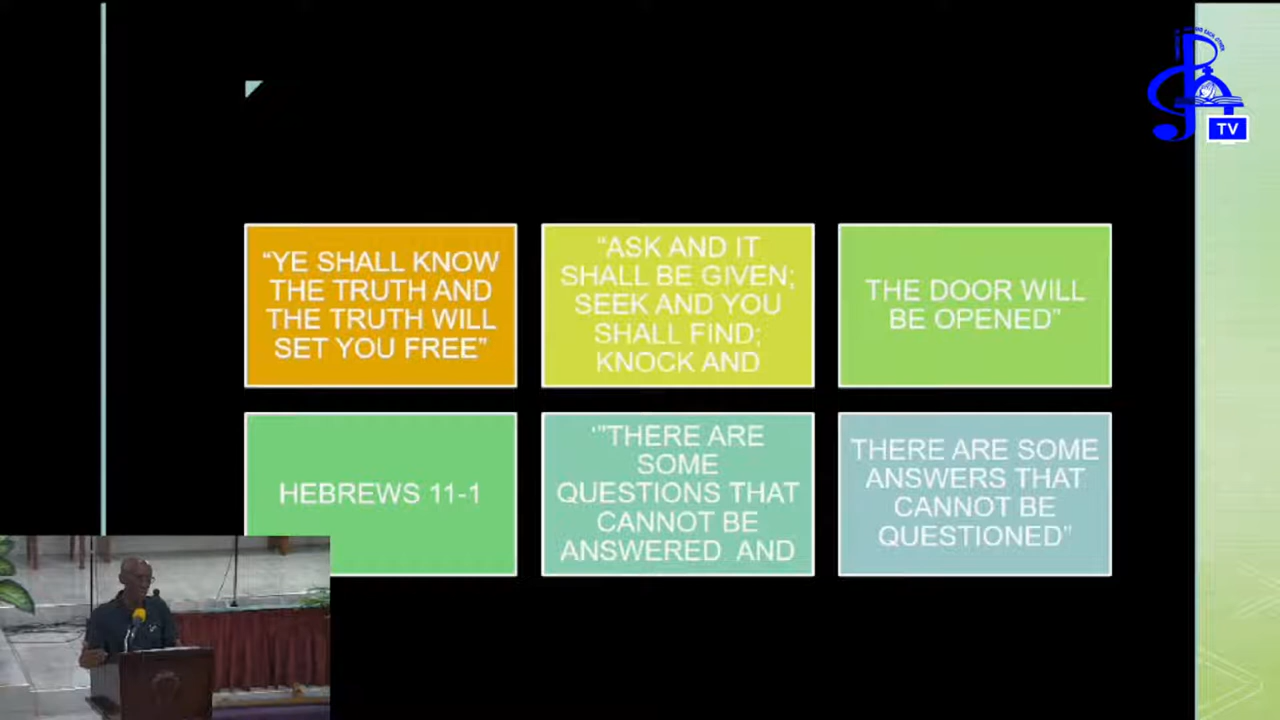 TV
“YE SHALL KNOW
THE TRUTH AND
THE TRUTH WILL
SET YOU FREE”
“ASK AND IT
SHALL BE GIVEN;
SEEK AND YOU
SHALL FIND;
KNOCK AND
THE DOOR WILL
BE OPENED”
HEBREWS 11-1
‘”THERE ARE
SOME
QUESTIONS THAT
CANNOT BE
ANSWERED AND
THERE ARE SOME
ANSWERS THAT
CANNOT BE
QUESTIONED”